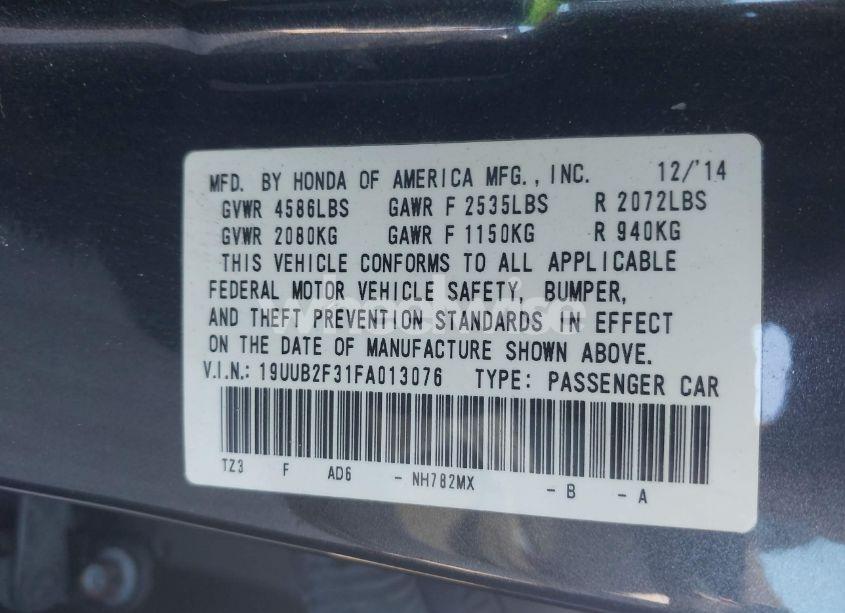 MFD. BY HONDA OF AMERICA MFG., INC. 12/'14
GVWR 4586LBS GAWR F 2535LBS R 2072LBS
GVWR 2080KG GAWR F 1150KG R 940KG
THIS VEHICLE CONFORMS TO ALL APPLICABLE
FEDERAL MOTOR VEHICLE SAFETY, BUMPER,
AND THEFT PREVENTION STANDARDS IN EFFECT
ON THE DATE OF MANUFACTURE SHOWN ABOVE.
V.I.N.: 19UUB2F31FA013076 TYPE: PASSENGER CAR
TZ3 F AD6 - NH782MX - B - A